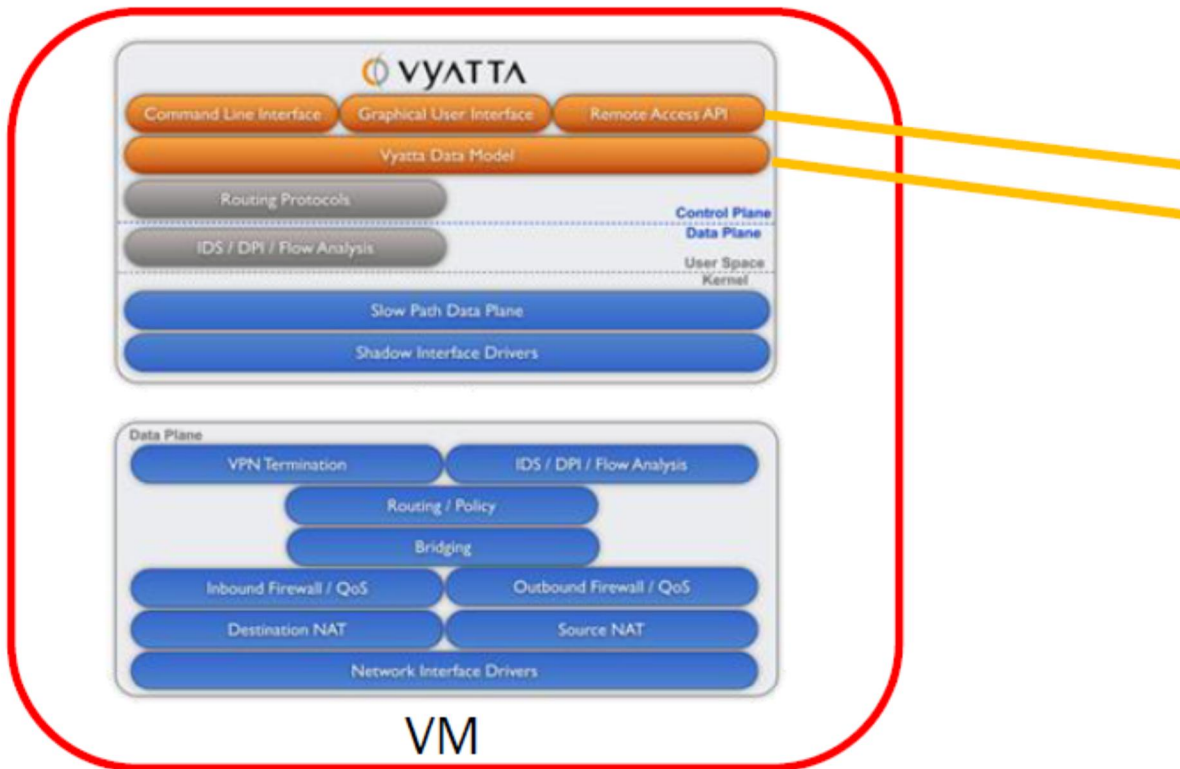 VYATTA
Command Line Interface
Graphical User Interface
Remote Access API
Vyatta Data Model
Routing Protocols
Control Plane
Data Plane
IDS / DPI / Flow Analysis
User Space
Kernel
Slow Path Data Plane
Shadow Interface Drivers
Data Plane
VPN Termination
IDS / DPI / Flow Analysis
Routing / Policy
Bridging
Inbound Firewall / QoS
Outbound Firewall / QoS
Destination NAT
Source NAT
Network Interface Drivers
VM